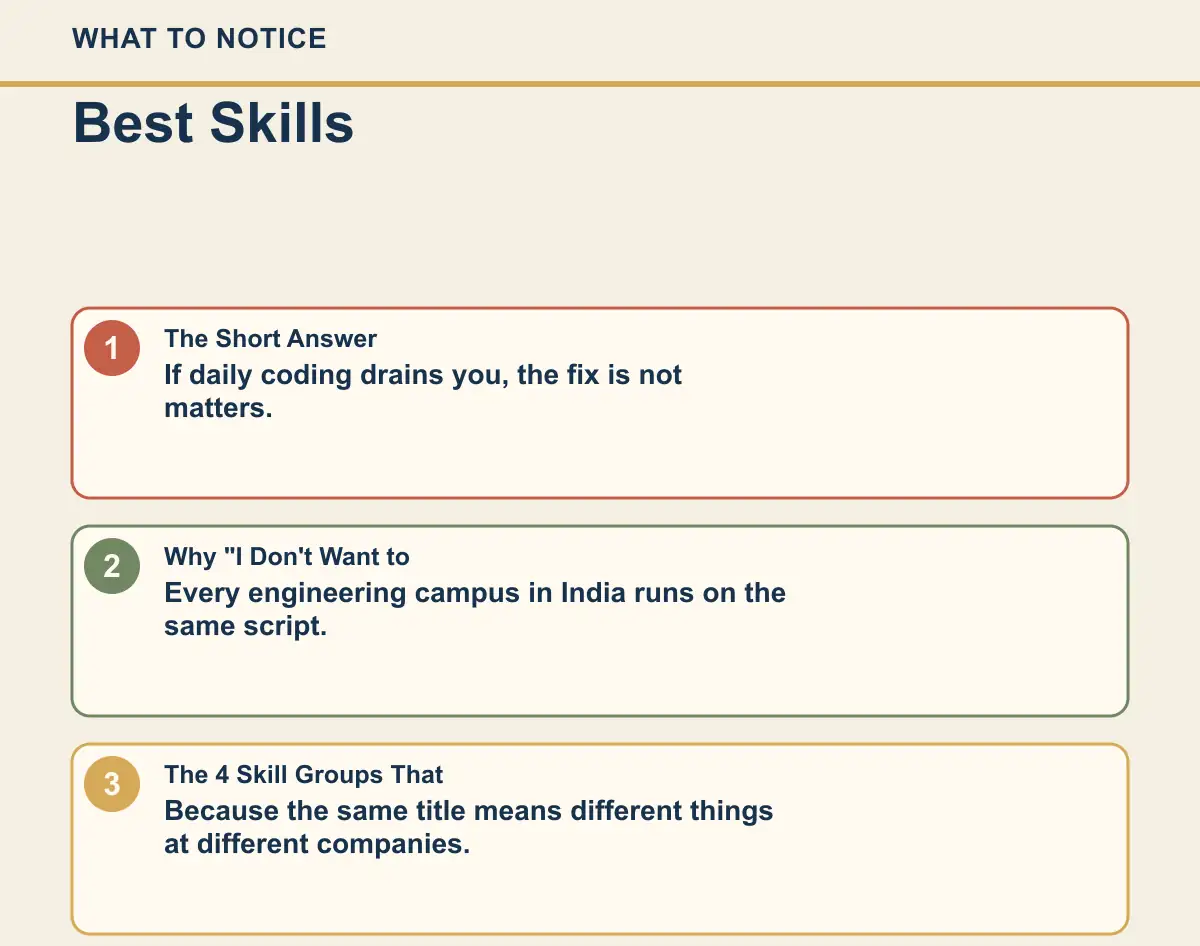 WHAT TO NOTICE
Best Skills
1
The Short Answer
If daily coding drains you, the fix is not
matters.
2
Why "I Don't Want to
Every engineering campus in India runs on the
same script.
3
The 4 Skill Groups That
Because the same title means different things
at different companies.